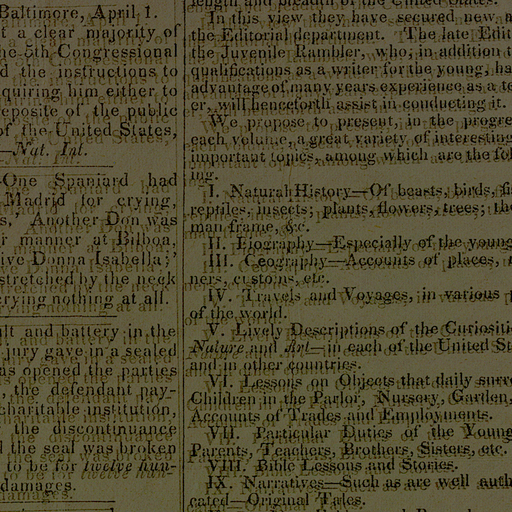 Baltimore, April 1.
f a clear majority of
he 5th Congressional
d the instructions to
quiring him either to
eposite of the public
of the United States,
—Nat. Int.
-One Spaniard had
Madrid for crying,
s,' Another Don was
r manner at Bilboa,
ive Donna Isabella;'
stretched by the neck
crying nothing at all.
lt and battery in the
jury gave in a sealed
as opened the parties
, the defendant pay-
charitable institution,
the discontinuance
d the seal was broken
to be for twelve hun-
damages.
length and breadth of the United States.
In this view they have secured new a
the Editorial department. The late Edit
the Juvenile Rambler, who, in addition t
qualifications as a writer for the young, ha
advantage of many years experience as a te
er, will henceforth assist in conducting it.
We propose to present, in the progre
each volume, a great variety of interesting
important topics, among which are the fol
ing.
I. Natural History—Of beasts, birds, fi
reptiles, insects; plants, flowers, trees; the
man frame, &c.
II. Biography—Especially of the young
III. Geography—Accounts of places, m
ners, customs, etc.
IV. Travels and Voyages, in various p
of the world.
V. Lively Descriptions of the Curiositi
Nature and Art—in each of the United St
and in other countries.
VI. Lessons on Objects that daily surro
Children in the Parlor, Nursery, Garden,
Accounts of Trades and Employments.
VII. Particular Duties of the Young
Parents, Teachers, Brothers, Sisters, etc.
VIII. Bible Lessons and Stories.
IX. Narratives—Such as are well auth
cated—Original Tales.